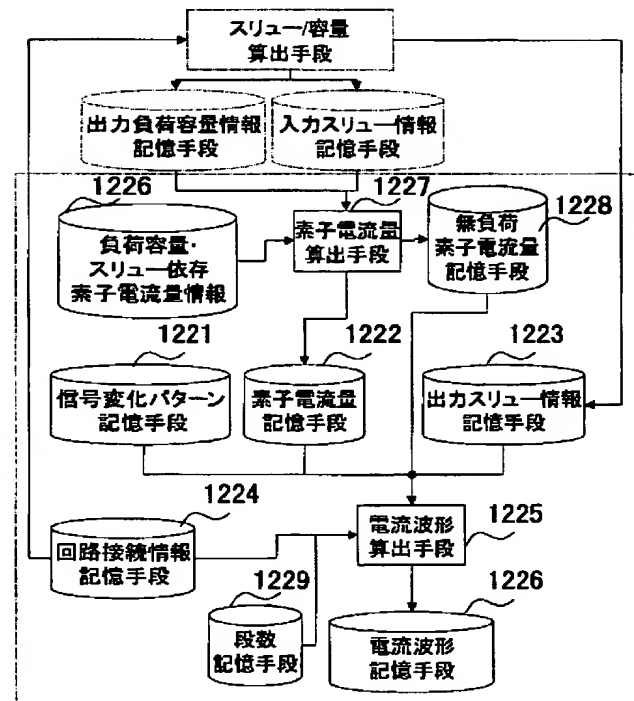 スリュー/容量
算出手段
出力負荷容量情報
記憶手段
入力スリュー情報
記憶手段
1226
負荷容量・
スリュー依存
素子電流量情報
1227
素子電流量
算出手段
無負荷
素子電流量
記憶手段
1228
1221
信号変化パターン
記憶手段
1222
素子電流量
記憶手段
1223
出力スリュー情報
記憶手段
1224
回路接続情報
記憶手段
電流波形
算出手段
1225
1229
段数
記憶手段
1226
電流波形
記憶手段